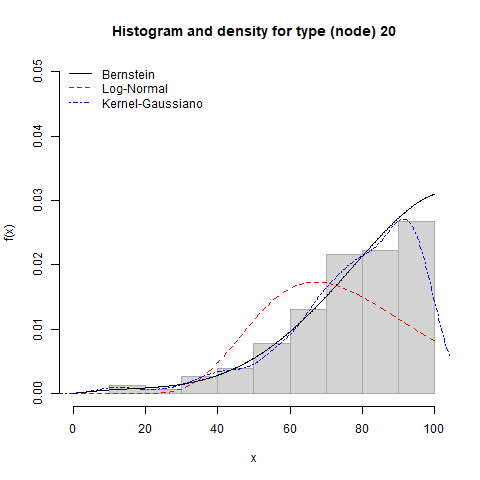 Histogram and density for type (node) 20
Bernstein
Log-Normal
Kernel-Gaussiano
f(x)
0.05
0.04
0.03
0.02
0.01
0.00
0 20 40 60 80 100
x